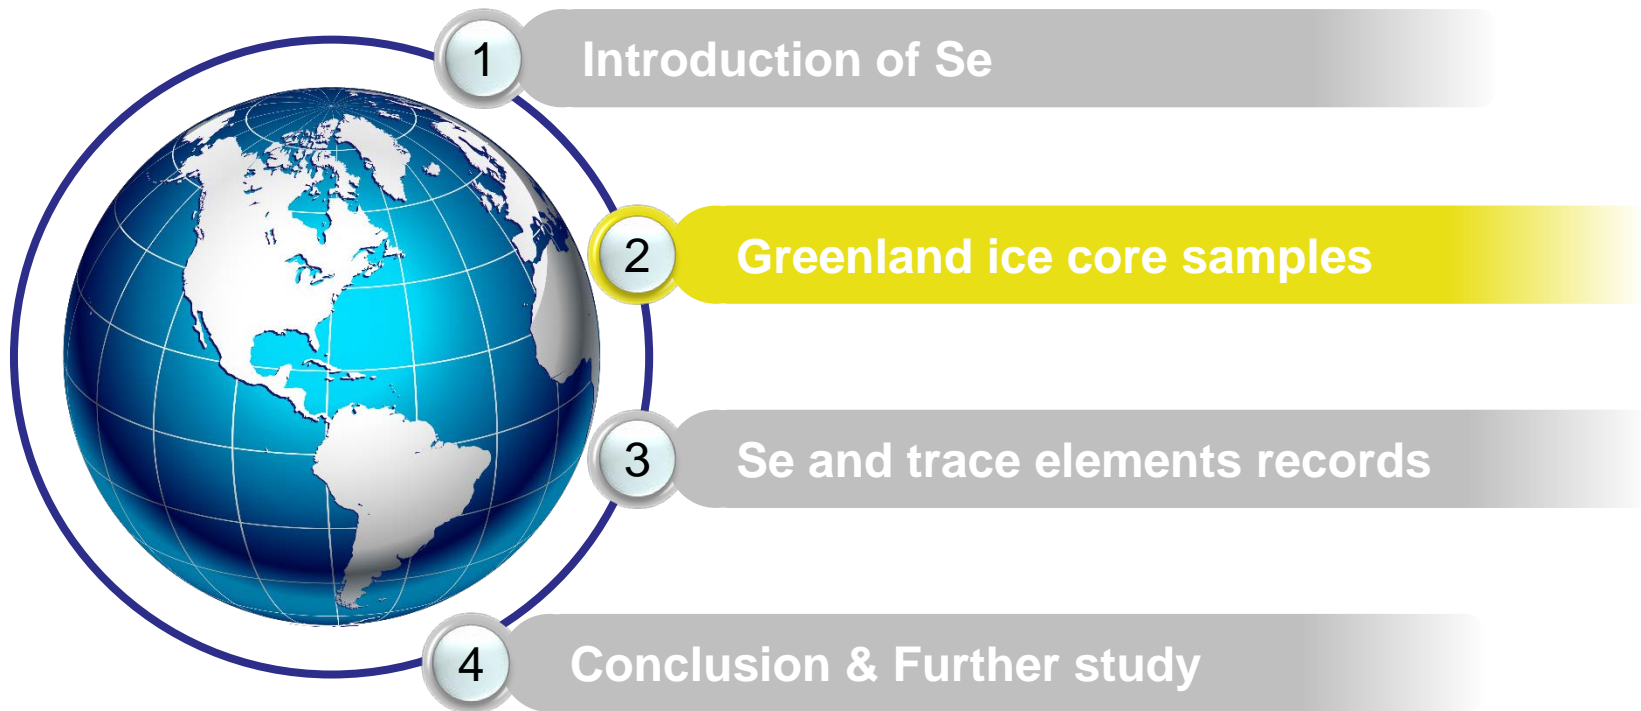 1 Introduction of Se
2 Greenland ice core samples
3 Se and trace elements records
4 Conclusion & Further study